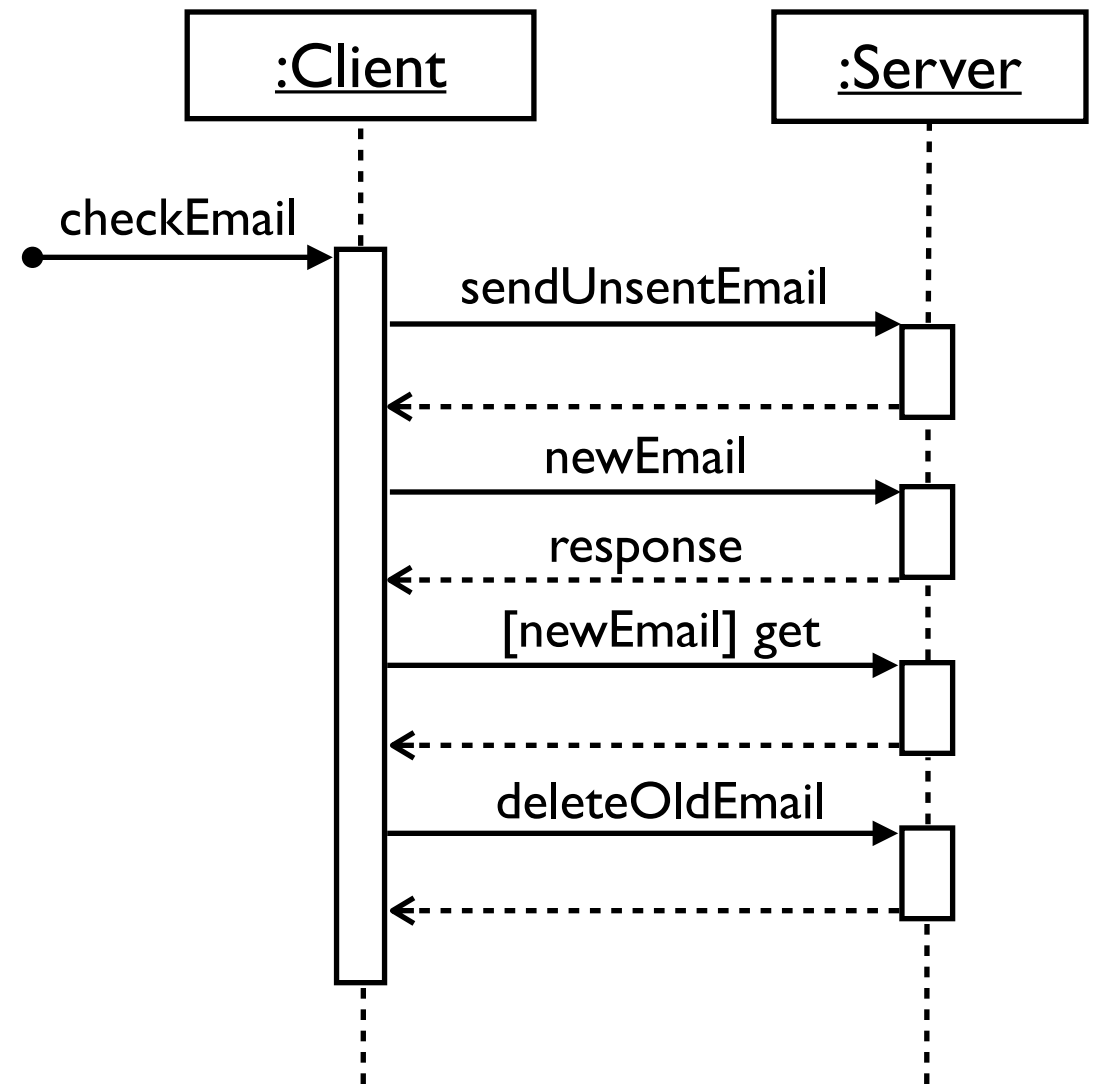 :Client
:Server
checkEmail
sendUnsentEmail
newEmail
response
[newEmail] get
deleteOldEmail